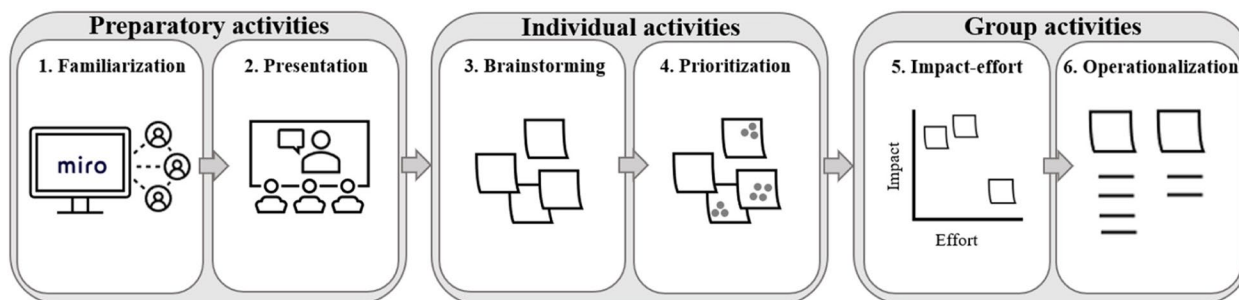 Preparatory activities
Individual activities
Group activities
1. Familiarization
2. Presentation
3. Brainstorming
4. Prioritization
5. Impact-effort
6. Operationalization
miro
Impact
Effort